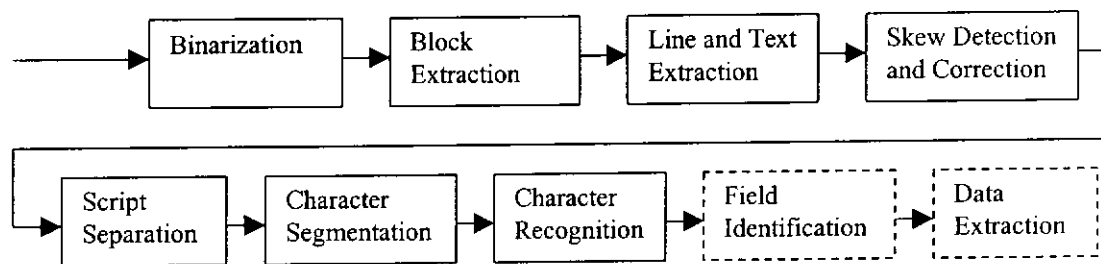 Binarization
Block
Extraction
Line and Text
Extraction
Skew Detection
and Correction
Script
Separation
Character
Segmentation
Character
Recognition
Field
Identification
Data
Extraction